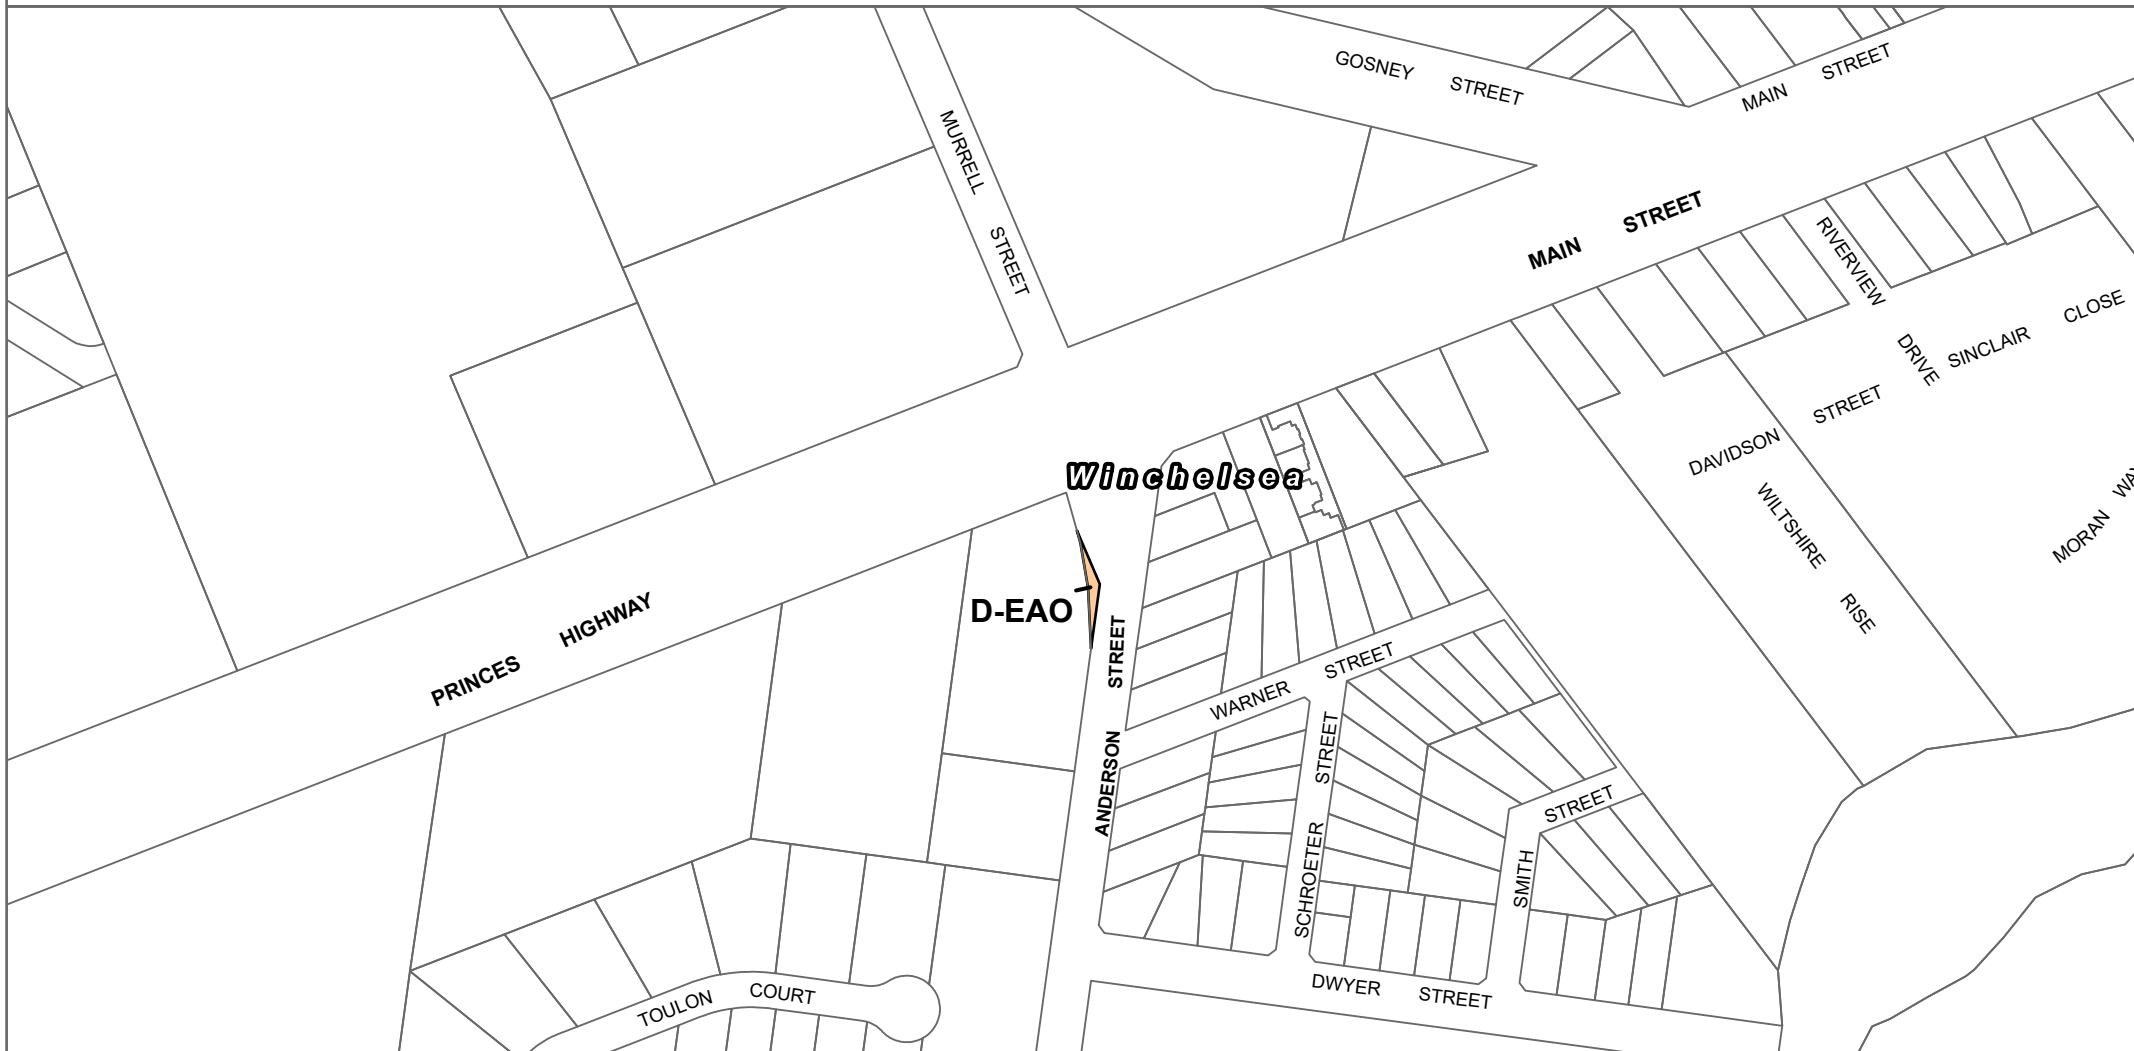 GOSNEY STREET
MAIN STREET
MURRELL STREET
MAIN STREET
RIVERVIEW DRIVE
SINCLAIR CLOSE
DAVIDSON STREET
Winchelsea
WILTSHIRE RISE
MORAN
D-EAO
PRINCES HIGHWAY
ANDERSON STREET
WARNER STREET
SCHROETER STREET
SMITH STREET
TOULON COURT
DWYER STREET